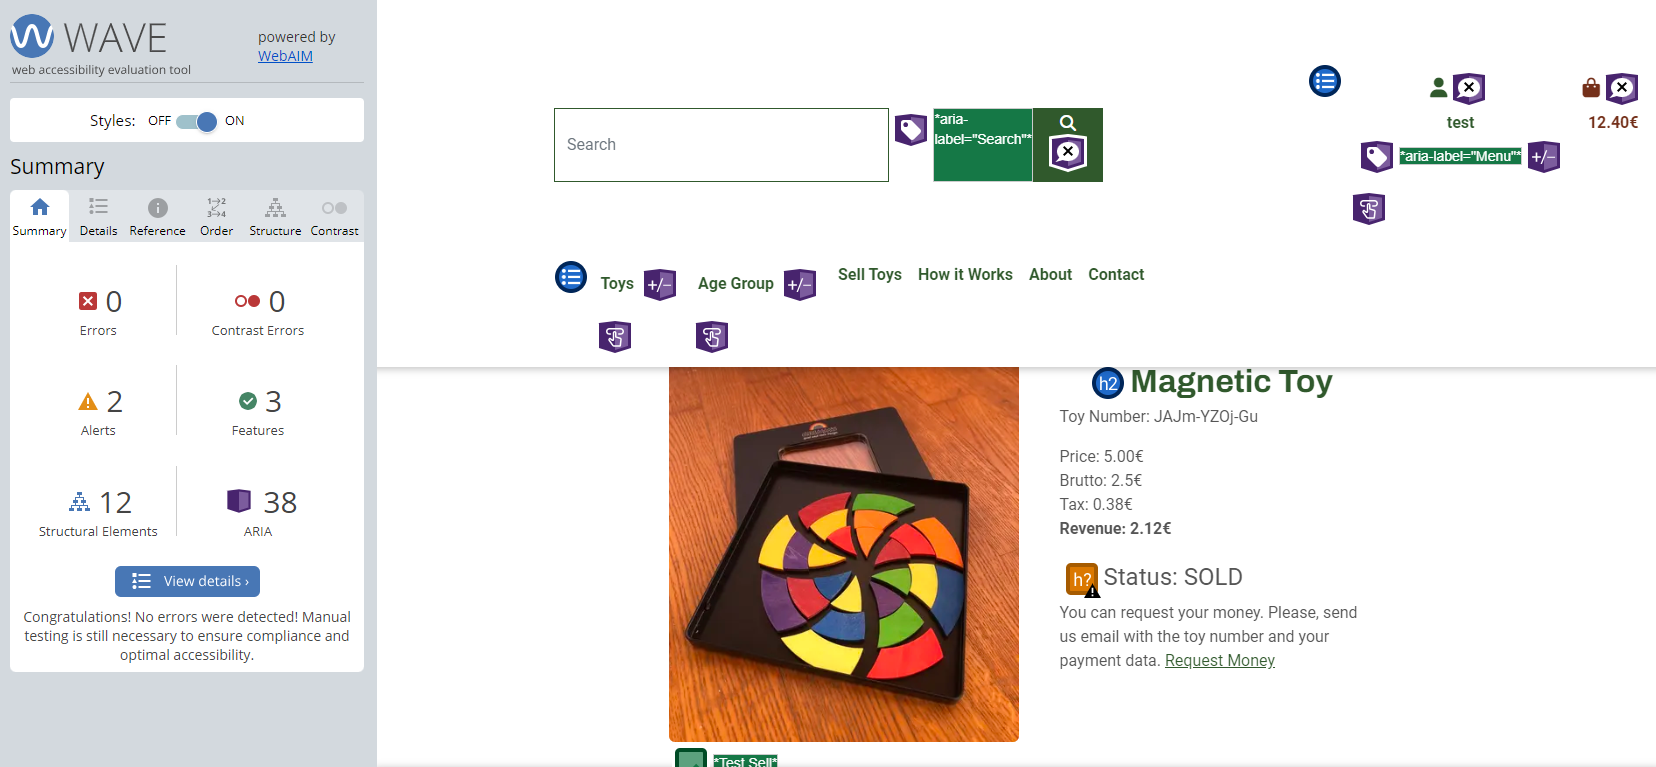 WAVE
web accessibility evaluation tool
powered by
WebAIM
Styles: OFF ON
Summary
Summary Details Reference Order Structure Contrast
0
Errors
0
Contrast Errors
2
Alerts
3
Features
12
Structural Elements
38
ARIA
View details ›
Congratulations! No errors were detected! Manual
testing is still necessary to ensure compliance and
optimal accessibility.
Search
*aria-
label="Search"*
test
12.40€
*aria-label="Menu"* +/−
Toys +/− Age Group +/− Sell Toys How it Works About Contact
h2 Magnetic Toy
Toy Number: JAJm-YZOj-Gu
Price: 5.00€
Brutto: 2.5€
Tax: 0.38€
Revenue: 2.12€
h? Status: SOLD
You can request your money. Please, send
us email with the toy number and your
payment data. Request Money
*Test Sell*